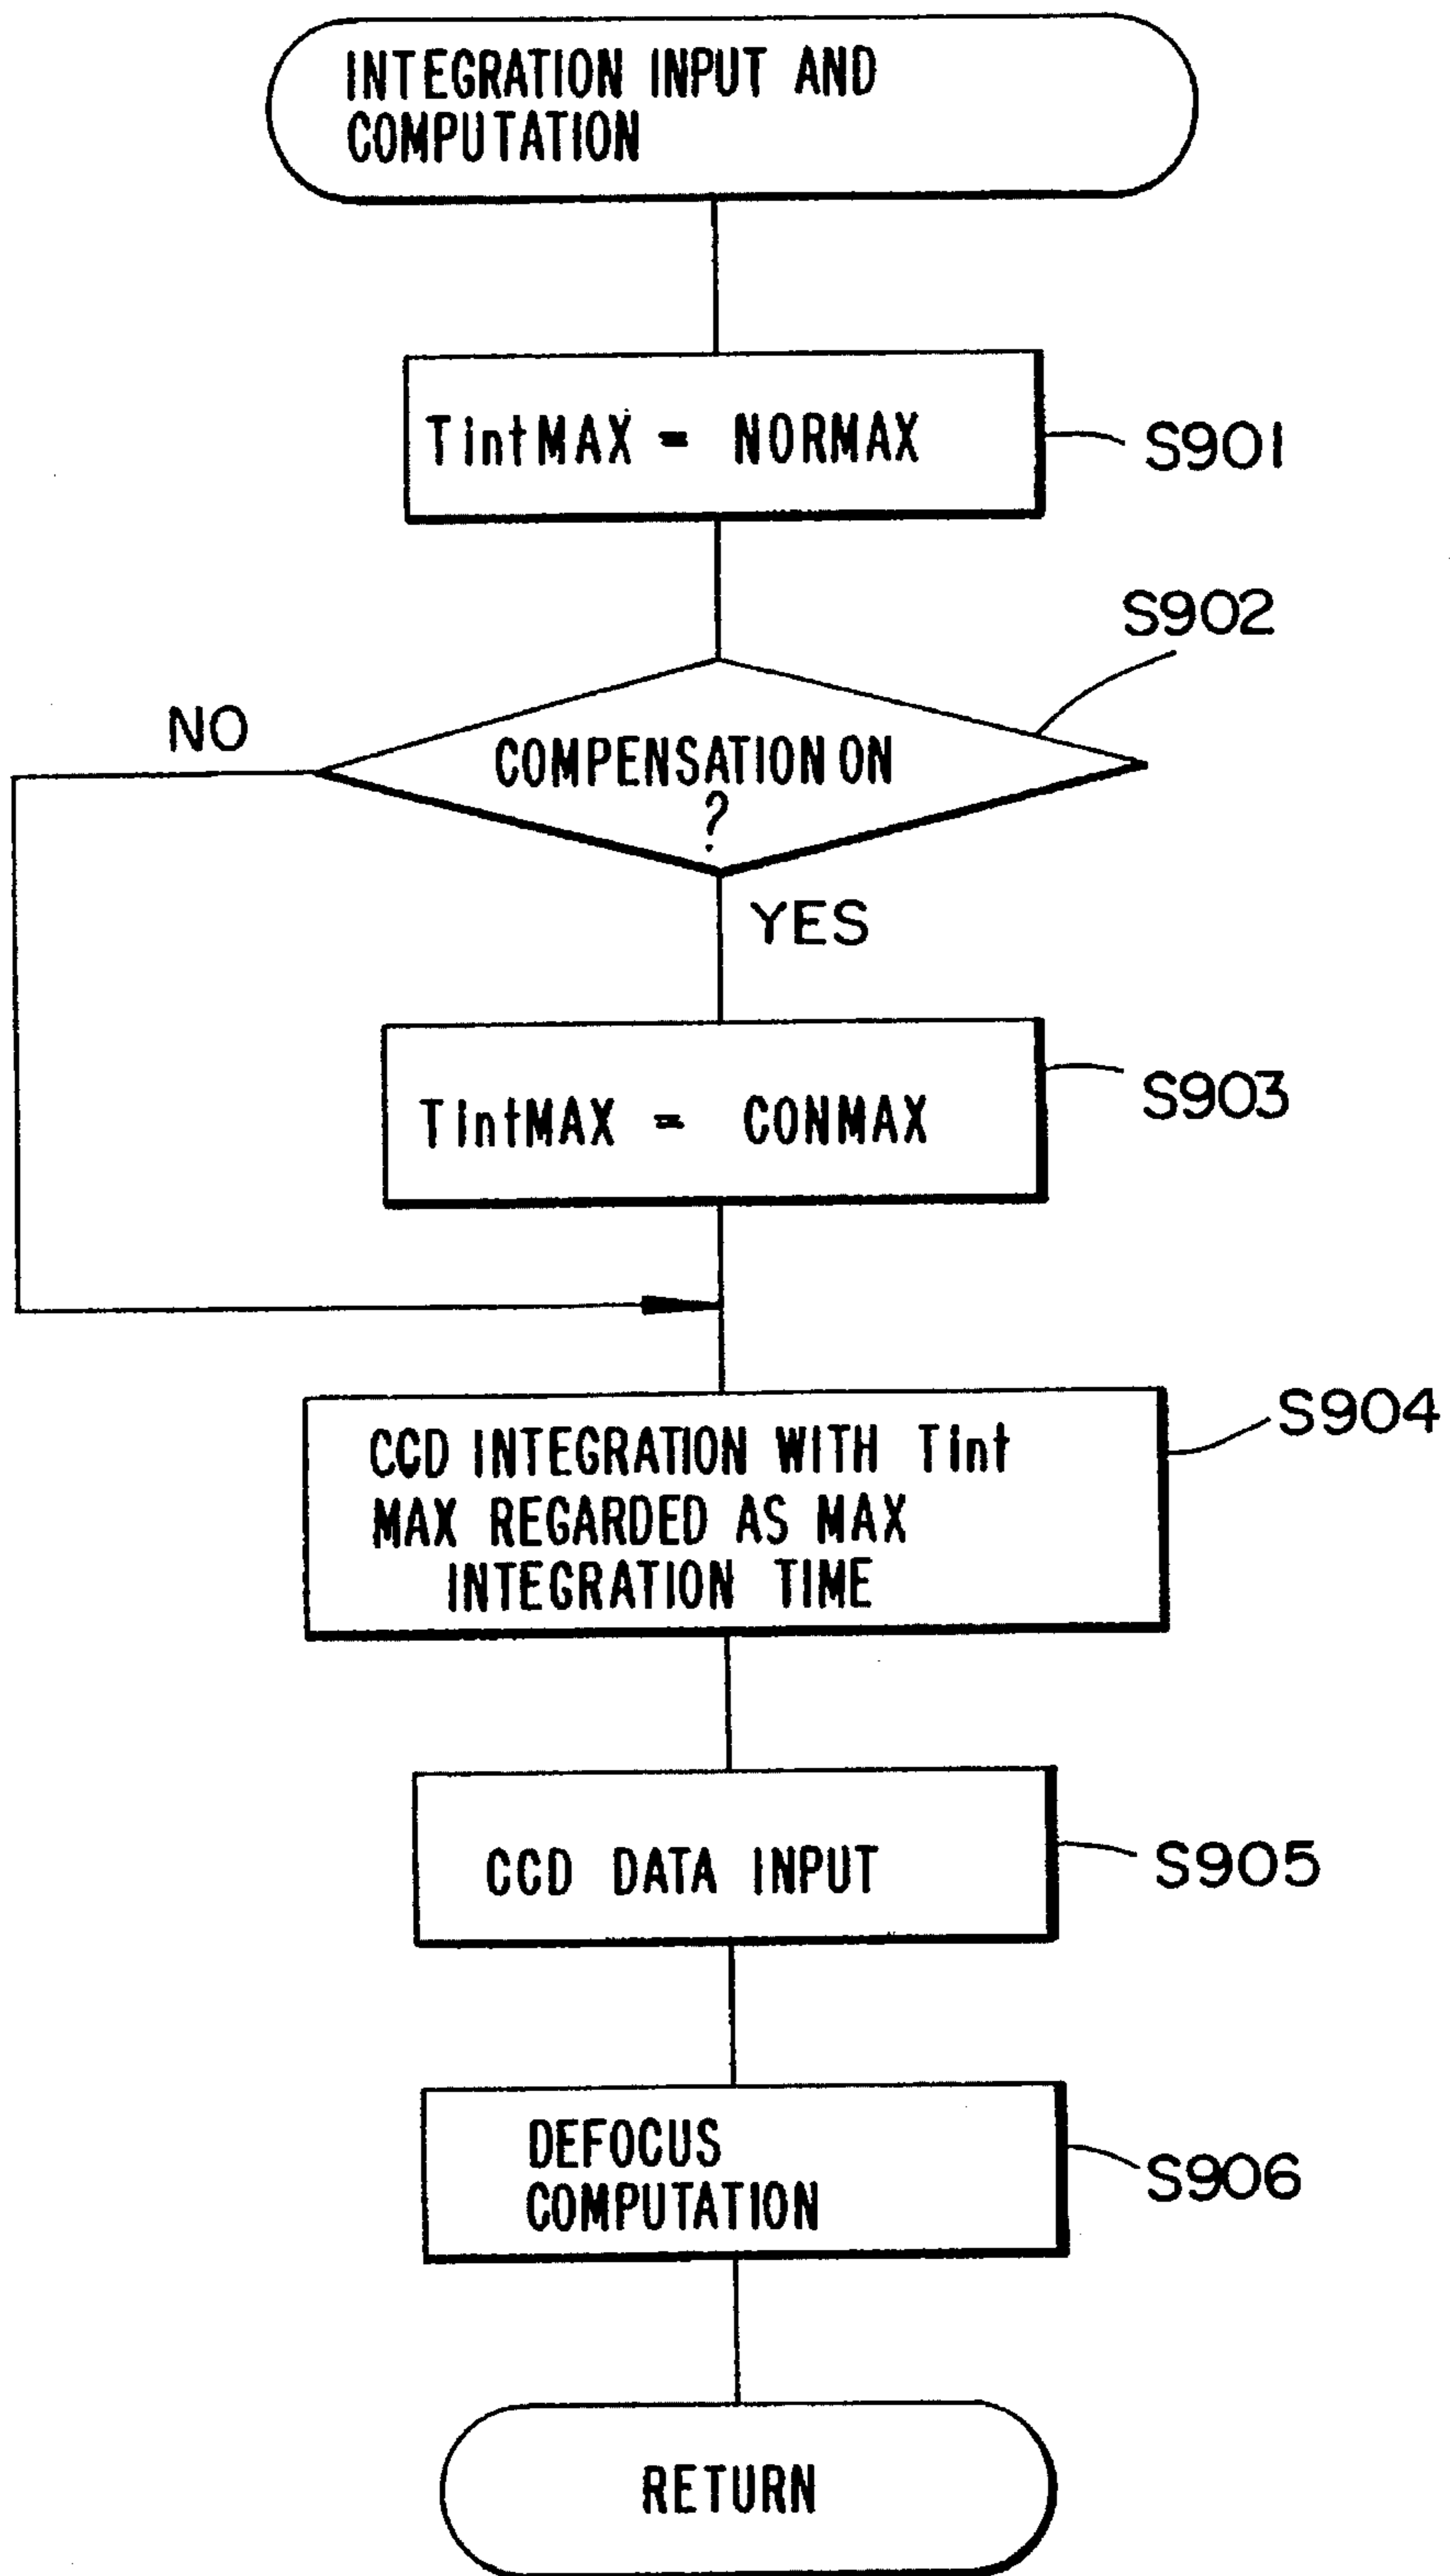 INTEGRATION INPUT AND
COMPUTATION
TintMAX = NORMAX
S901
S902
NO
COMPENSATION ON
?
YES
TintMAX = CONMAX
S903
CCD INTEGRATION WITH Tint
MAX REGARDED AS MAX
INTEGRATION TIME
S904
CCD DATA INPUT
S905
DEFOCUS
COMPUTATION
S906
RETURN